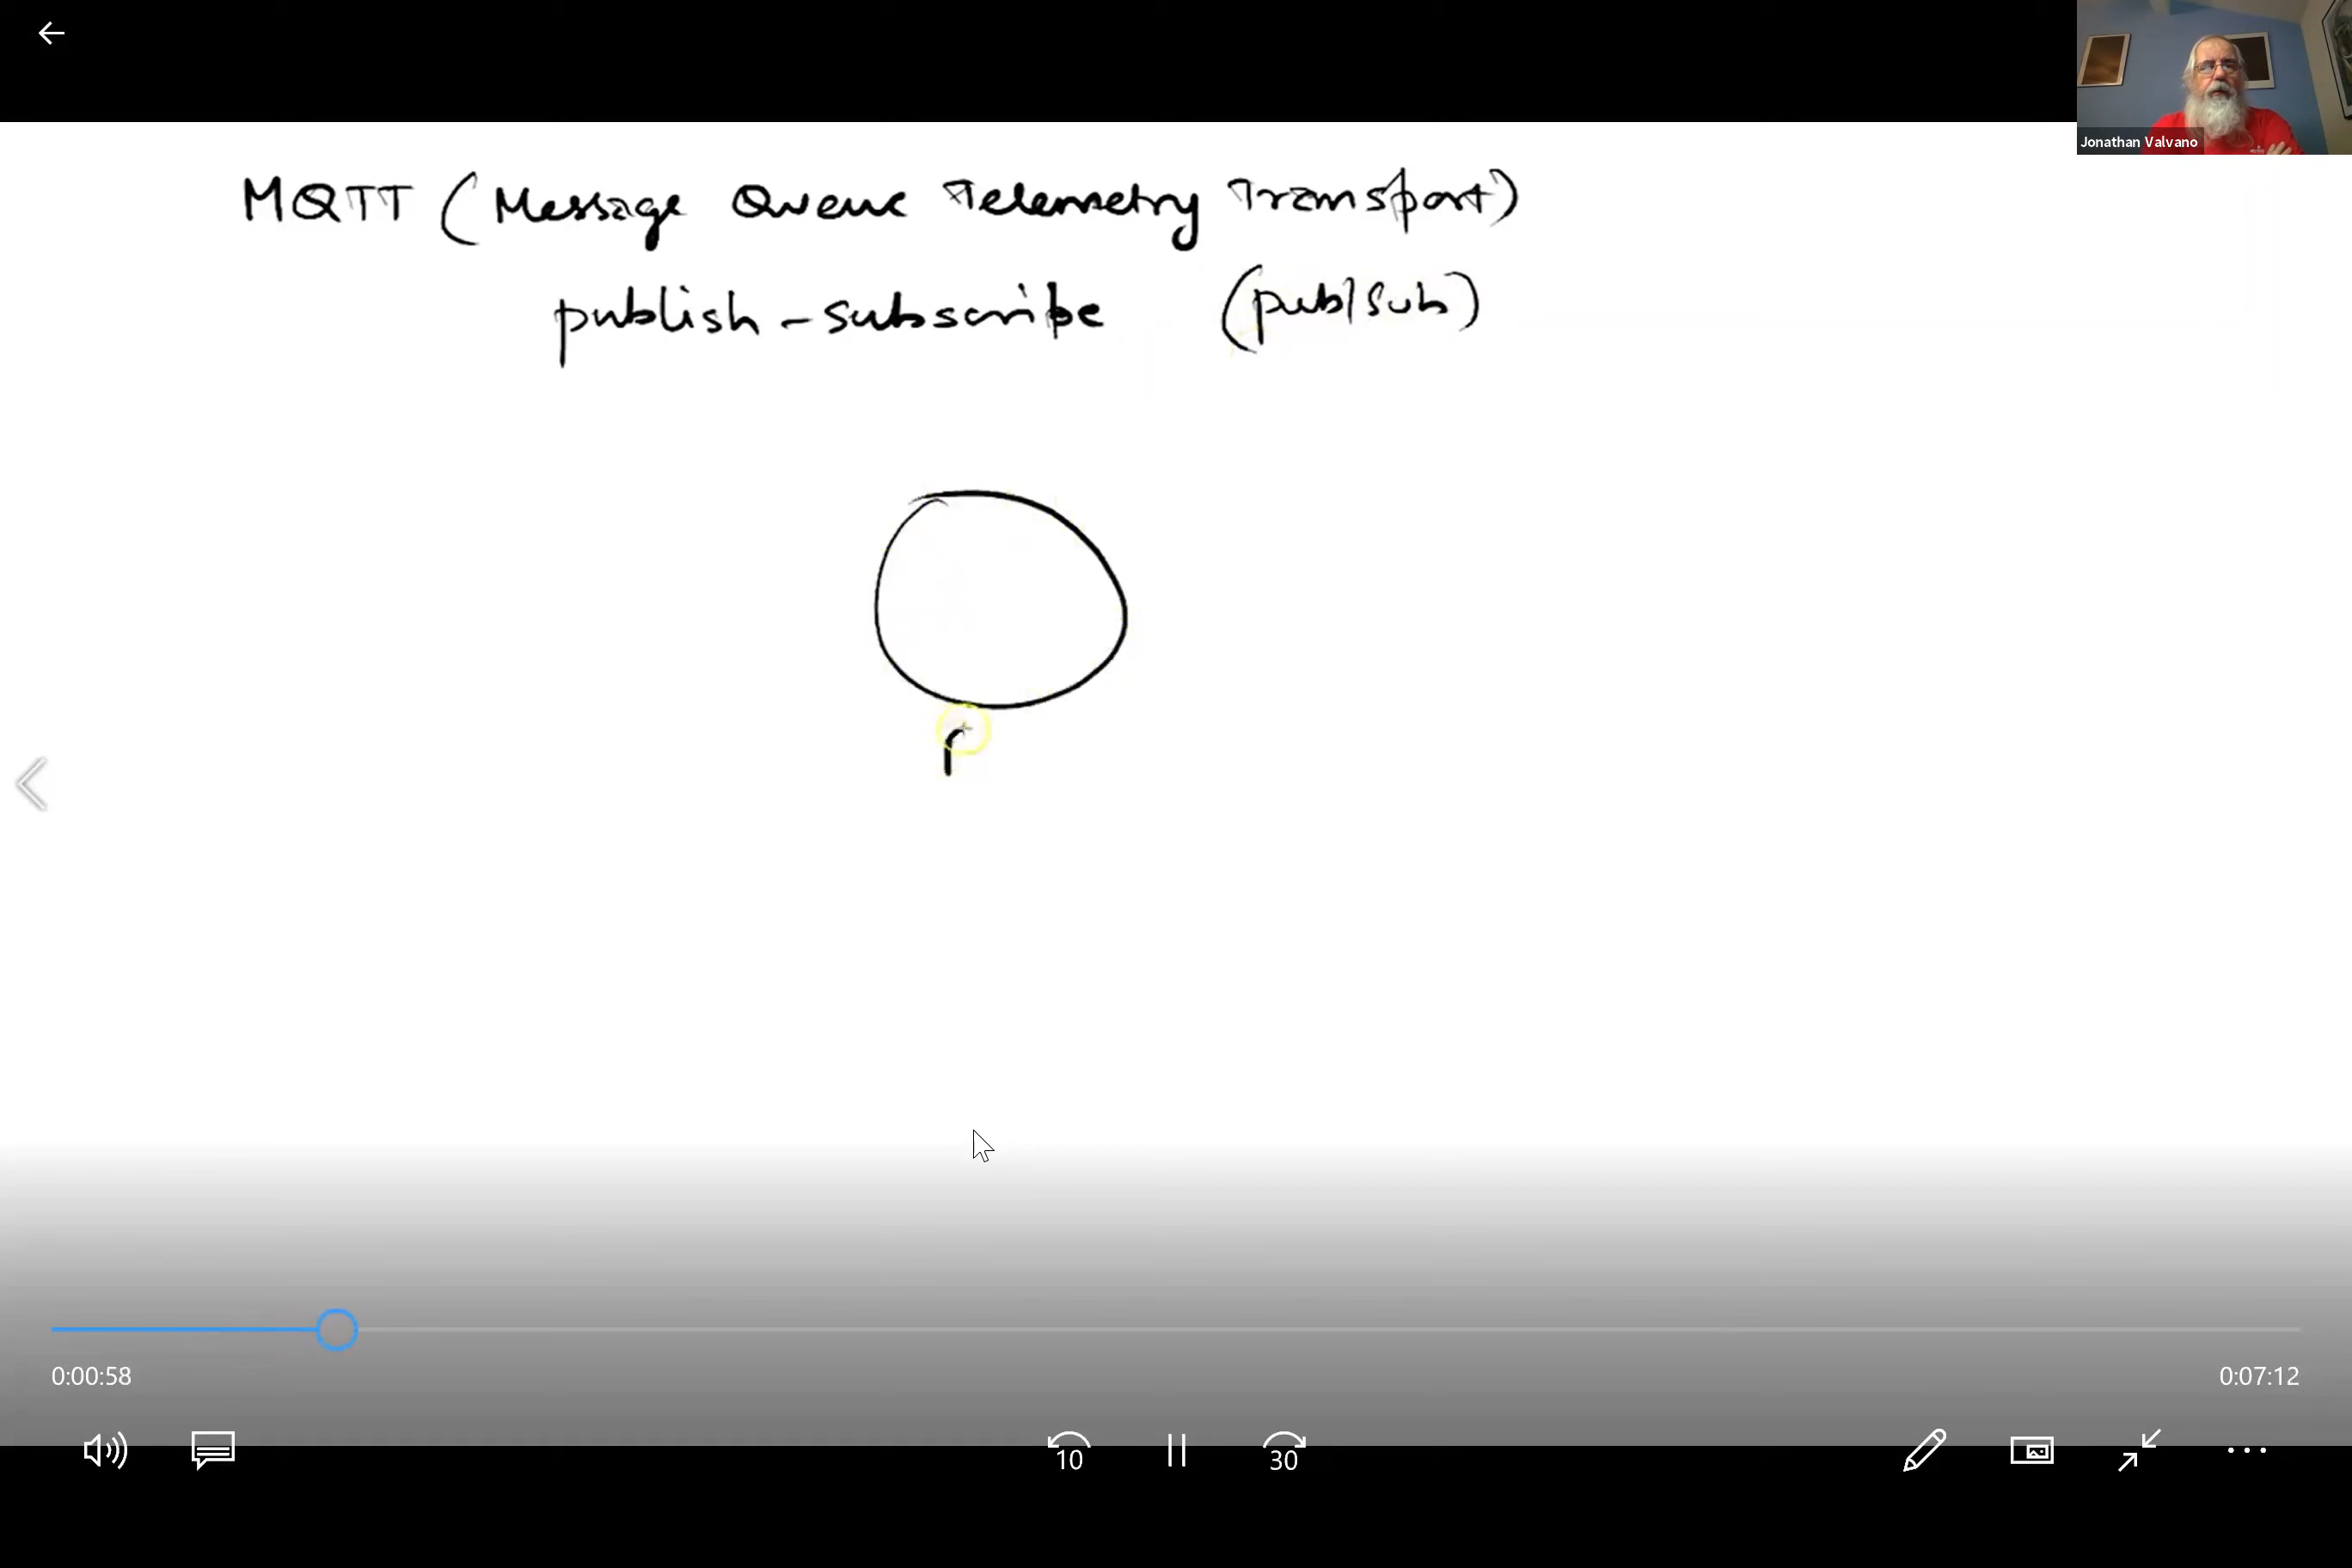 Jonathan Valvano
MQTT (Message Queue Telemetry Transport)
publish-subscribe (pub|sub)
0:00:58 0:07:12
10 30